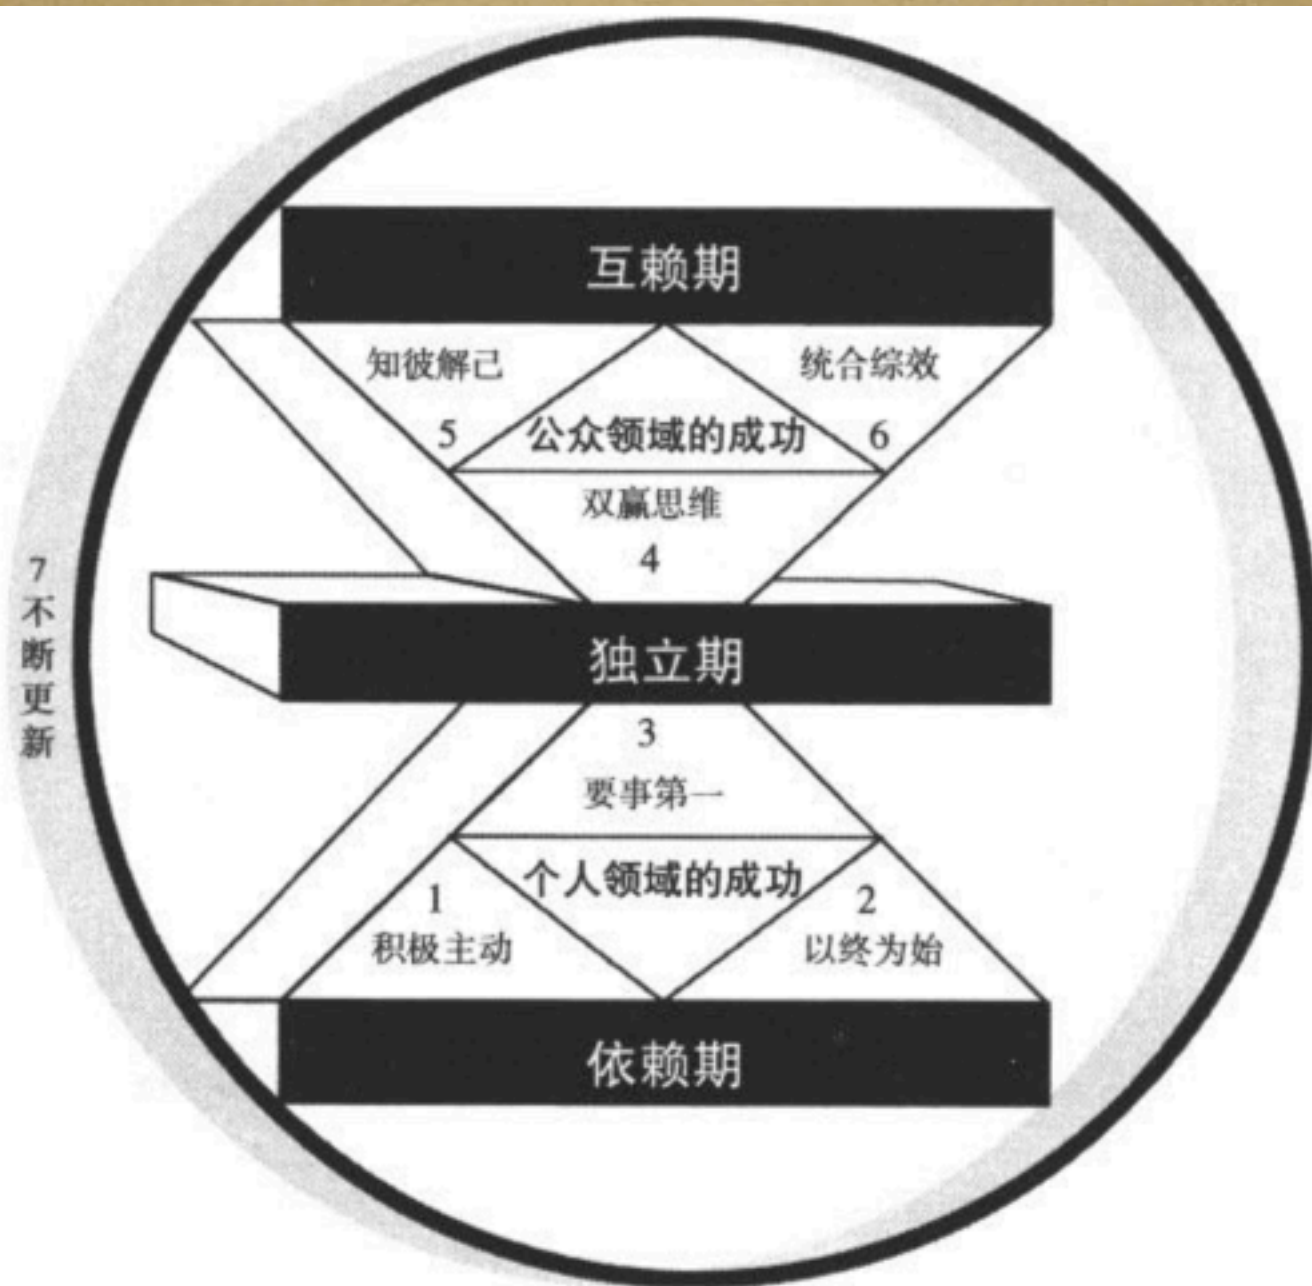 互赖期
知彼解己
统合综效
5
公众领域的成功
6
双赢思维
4
7不断更新
独立期
3
要事第一
个人领域的成功
1
2
积极主动
以终为始
依赖期